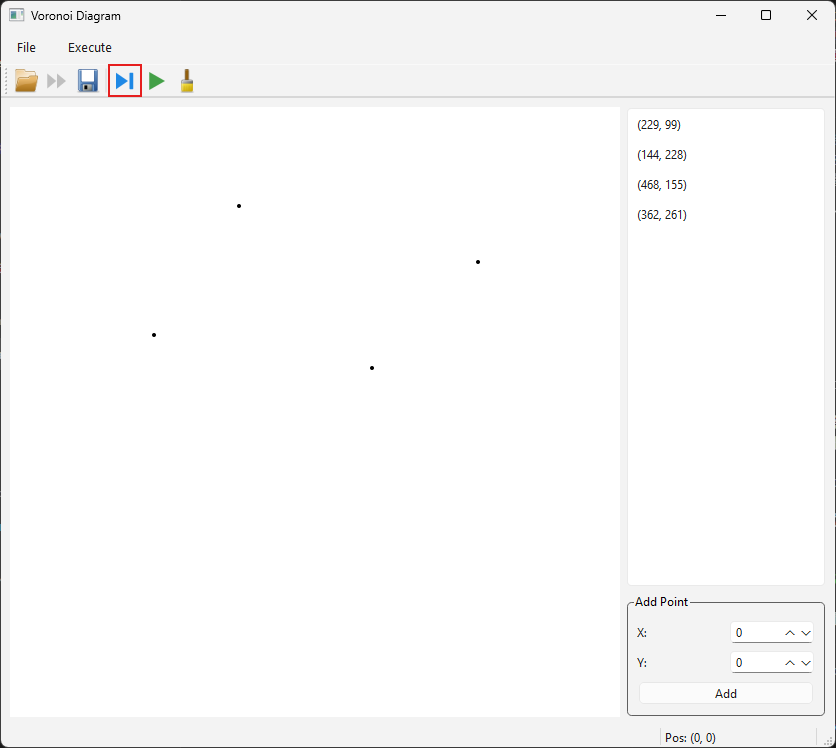 Voronoi Diagram
File Execute
(229, 99)
(144, 228)
(468, 155)
(362, 261)
Add Point
X: 0
Y: 0
Add
Pos: (0, 0)